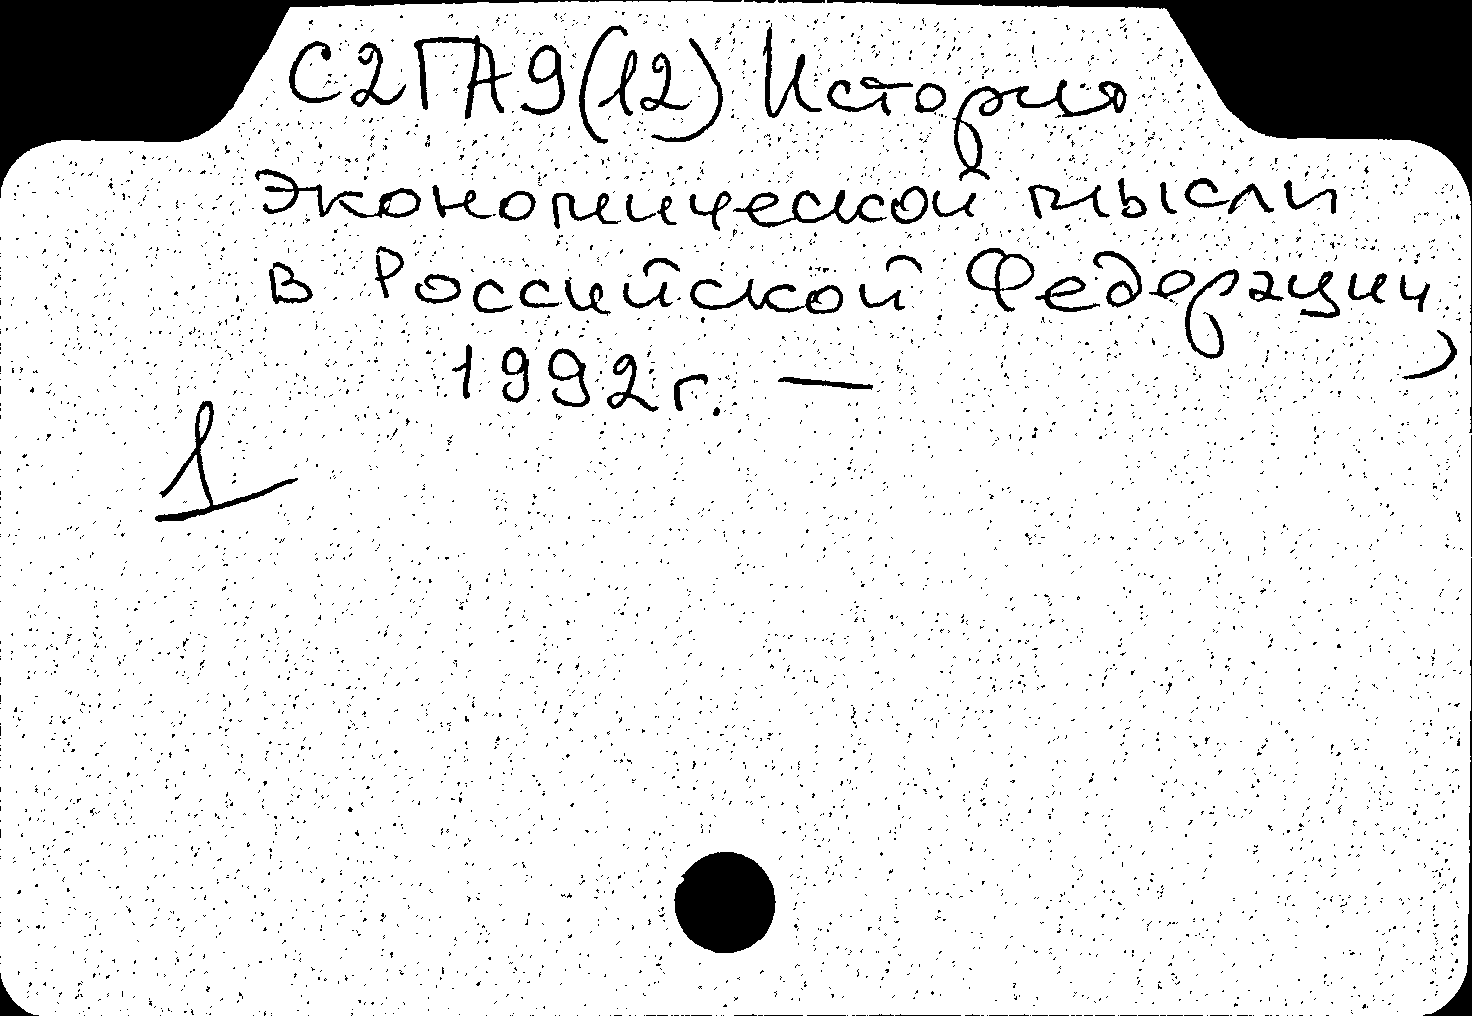 С2ГА9(12) История
экономической мысли
в Российской Федерации,
1992г. —
1